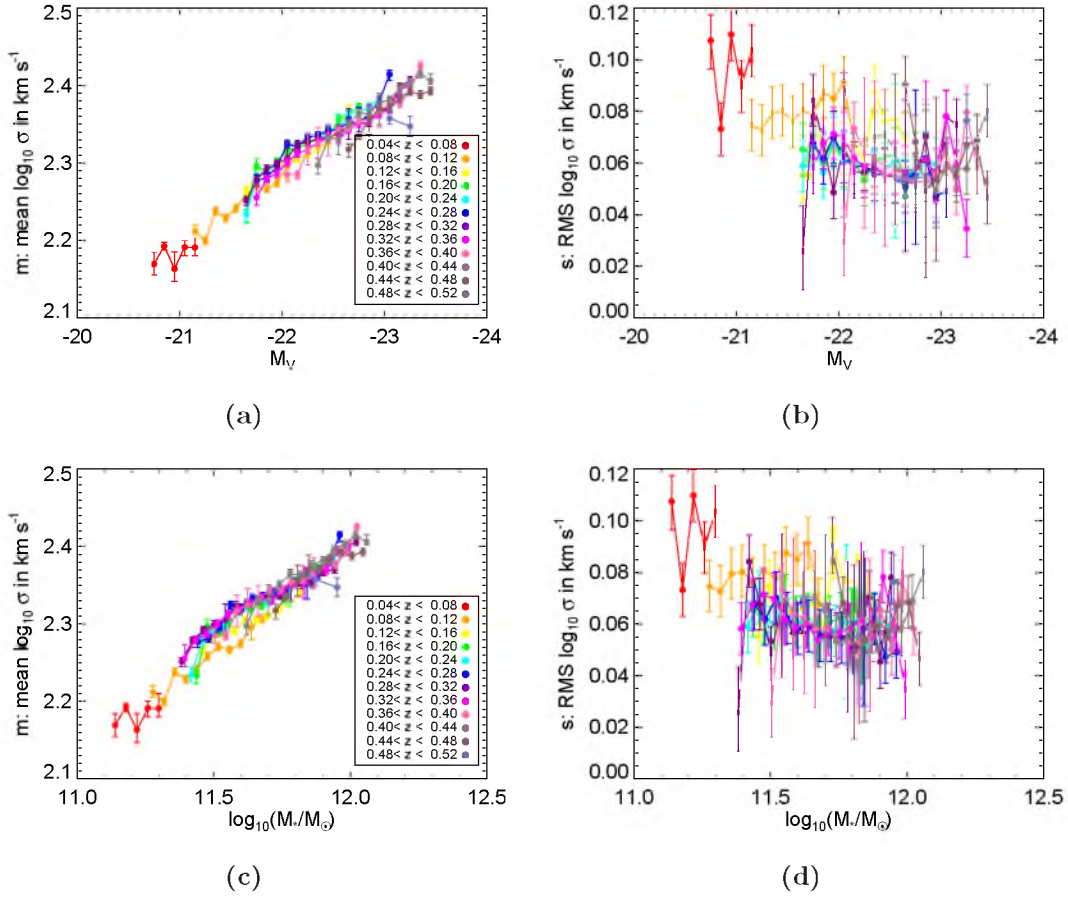 2.5
2.4
2.3
2.2
2.1
m: mean log10 σ in km s-1
-20 -21 -22 -23 -24
MV
0.04< z < 0.08
0.08< z < 0.12
0.12< z < 0.16
0.16< z < 0.20
0.20< z < 0.24
0.24< z < 0.28
0.28< z < 0.32
0.32< z < 0.36
0.36< z < 0.40
0.40< z < 0.44
0.44< z < 0.48
0.48< z < 0.52
(a)
0.12
0.10
0.08
0.06
0.04
0.02
0.00
s: RMS log10 σ in km s-1
-20 -21 -22 -23 -24
MV
(b)
2.5
2.4
2.3
2.2
2.1
m: mean log10 σ in km s-1
11.0 11.5 12.0 12.5
log10(M*/M⊙)
0.04< z < 0.08
0.08< z < 0.12
0.12< z < 0.16
0.16< z < 0.20
0.20< z < 0.24
0.24< z < 0.28
0.28< z < 0.32
0.32< z < 0.36
0.36< z < 0.40
0.40< z < 0.44
0.44< z < 0.48
0.48< z < 0.52
(c)
0.12
0.10
0.08
0.06
0.04
0.02
0.00
s: RMS log10 σ in km s-1
11.0 11.5 12.0 12.5
log10(M*/M⊙)
(d)